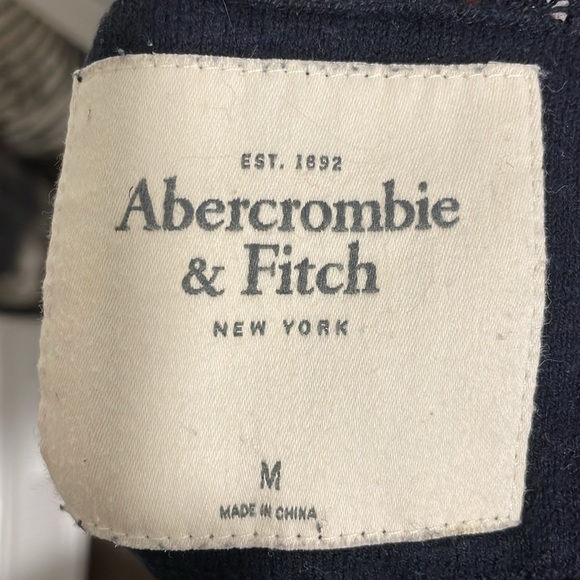 EST. 1892
Abercrombie
& Fitch
NEW YORK
M
MADE IN CHINA